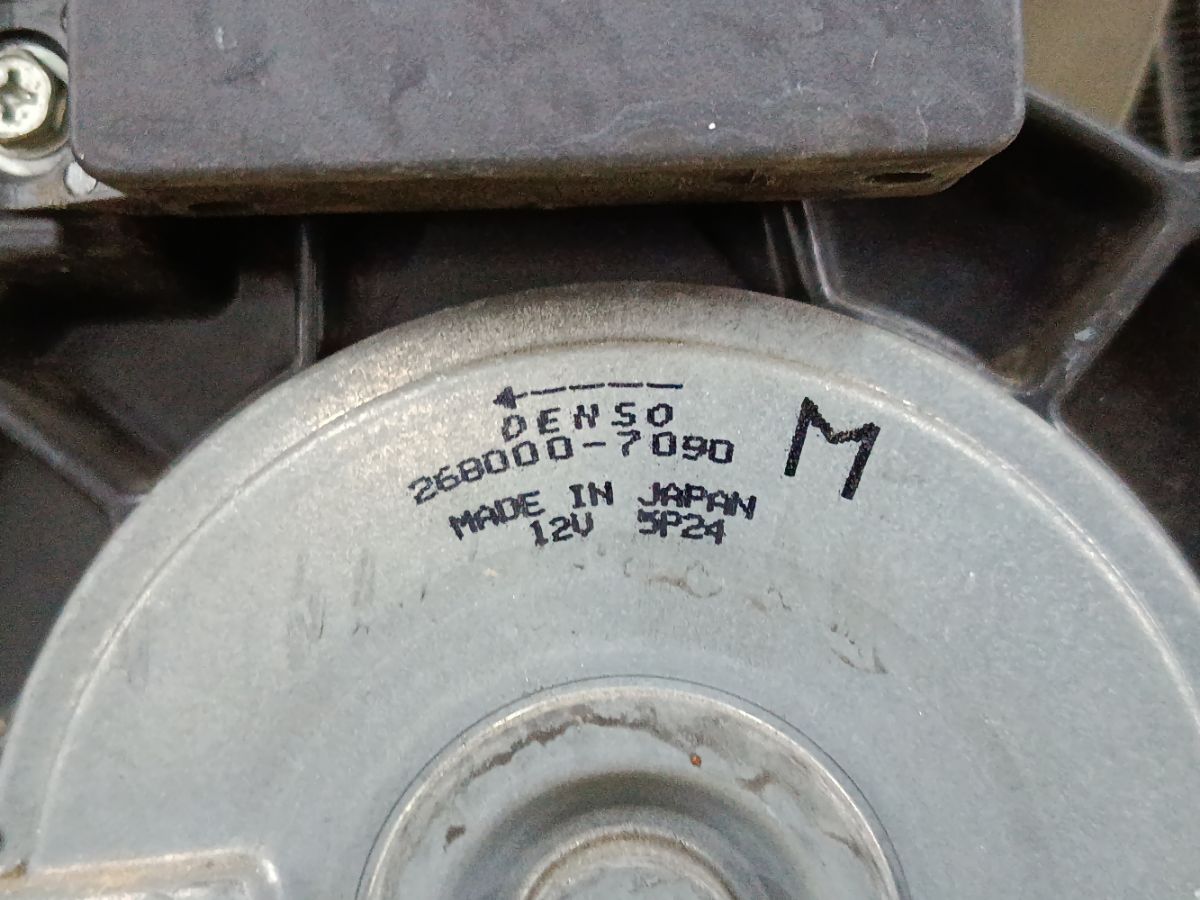 DENSO
268000-7090
M
MADE IN JAPAN
12V 5P24